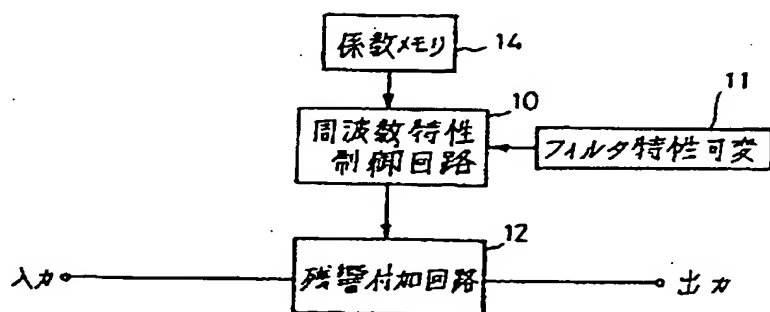 係数メモリ
14
10
周波数特性
制御回路
11
フィルタ特性可変
12
入力
残響付加回路
出力